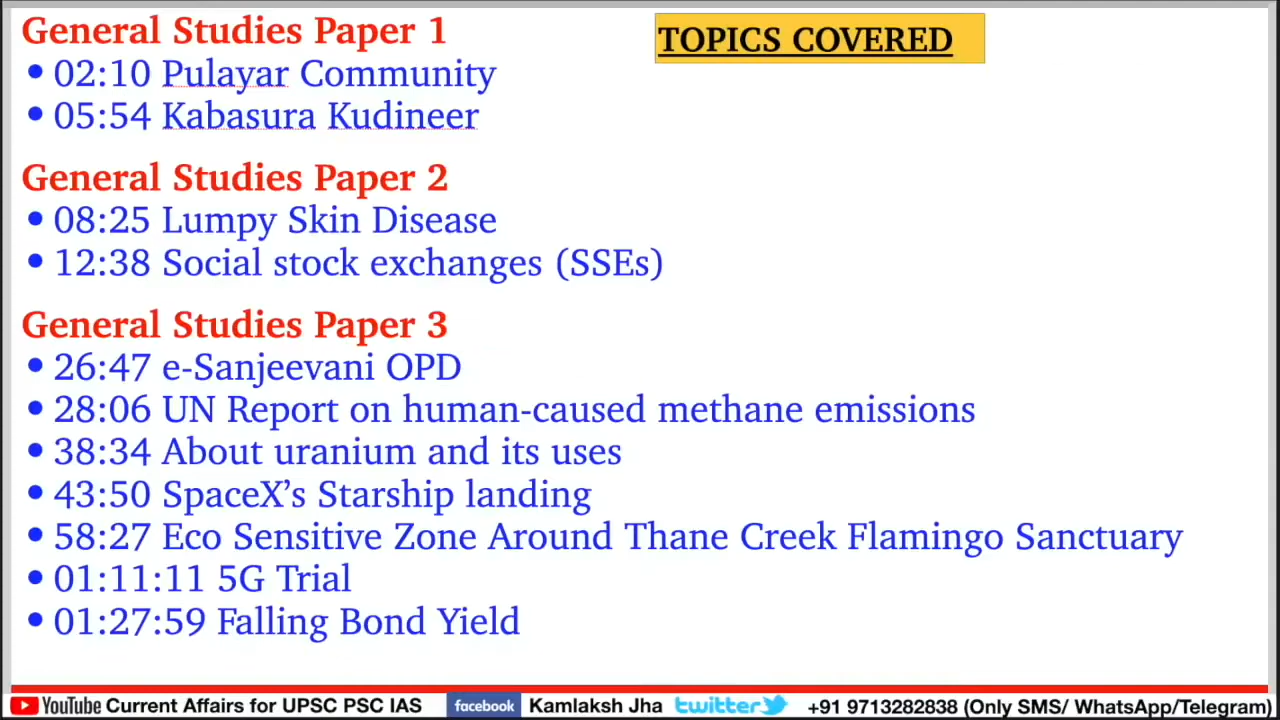 General Studies Paper 1
TOPICS COVERED
• 02:10 Pulayar Community
• 05:54 Kabasura Kudineer
General Studies Paper 2
• 08:25 Lumpy Skin Disease
• 12:38 Social stock exchanges (SSEs)
General Studies Paper 3
• 26:47 e-Sanjeevani OPD
• 28:06 UN Report on human-caused methane emissions
• 38:34 About uranium and its uses
• 43:50 SpaceX’s Starship landing
• 58:27 Eco Sensitive Zone Around Thane Creek Flamingo Sanctuary
• 01:11:11 5G Trial
• 01:27:59 Falling Bond Yield
YouTube Current Affairs for UPSC PSC IAS facebook Kamlaksh Jha twitter +91 9713282838 (Only SMS/ WhatsApp/Telegram)